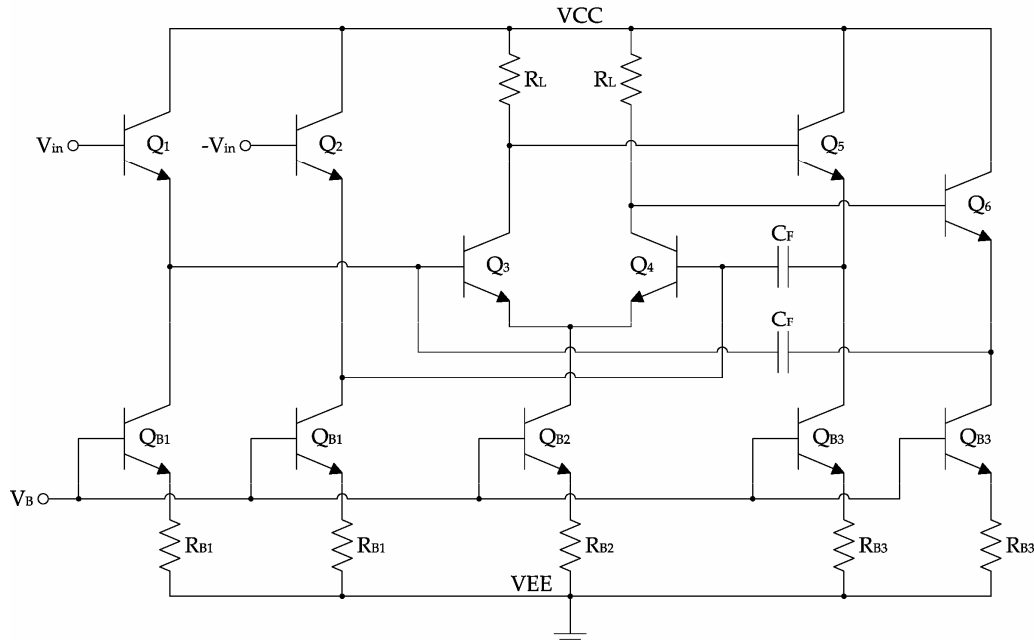 VCC
RL
RL
Vin
Q1
-Vin
Q2
Q5
Q6
CF
Q3
Q4
CF
QB1
QB1
QB2
QB3
QB3
VB
RB1
RB1
RB2
RB3
RB3
VEE